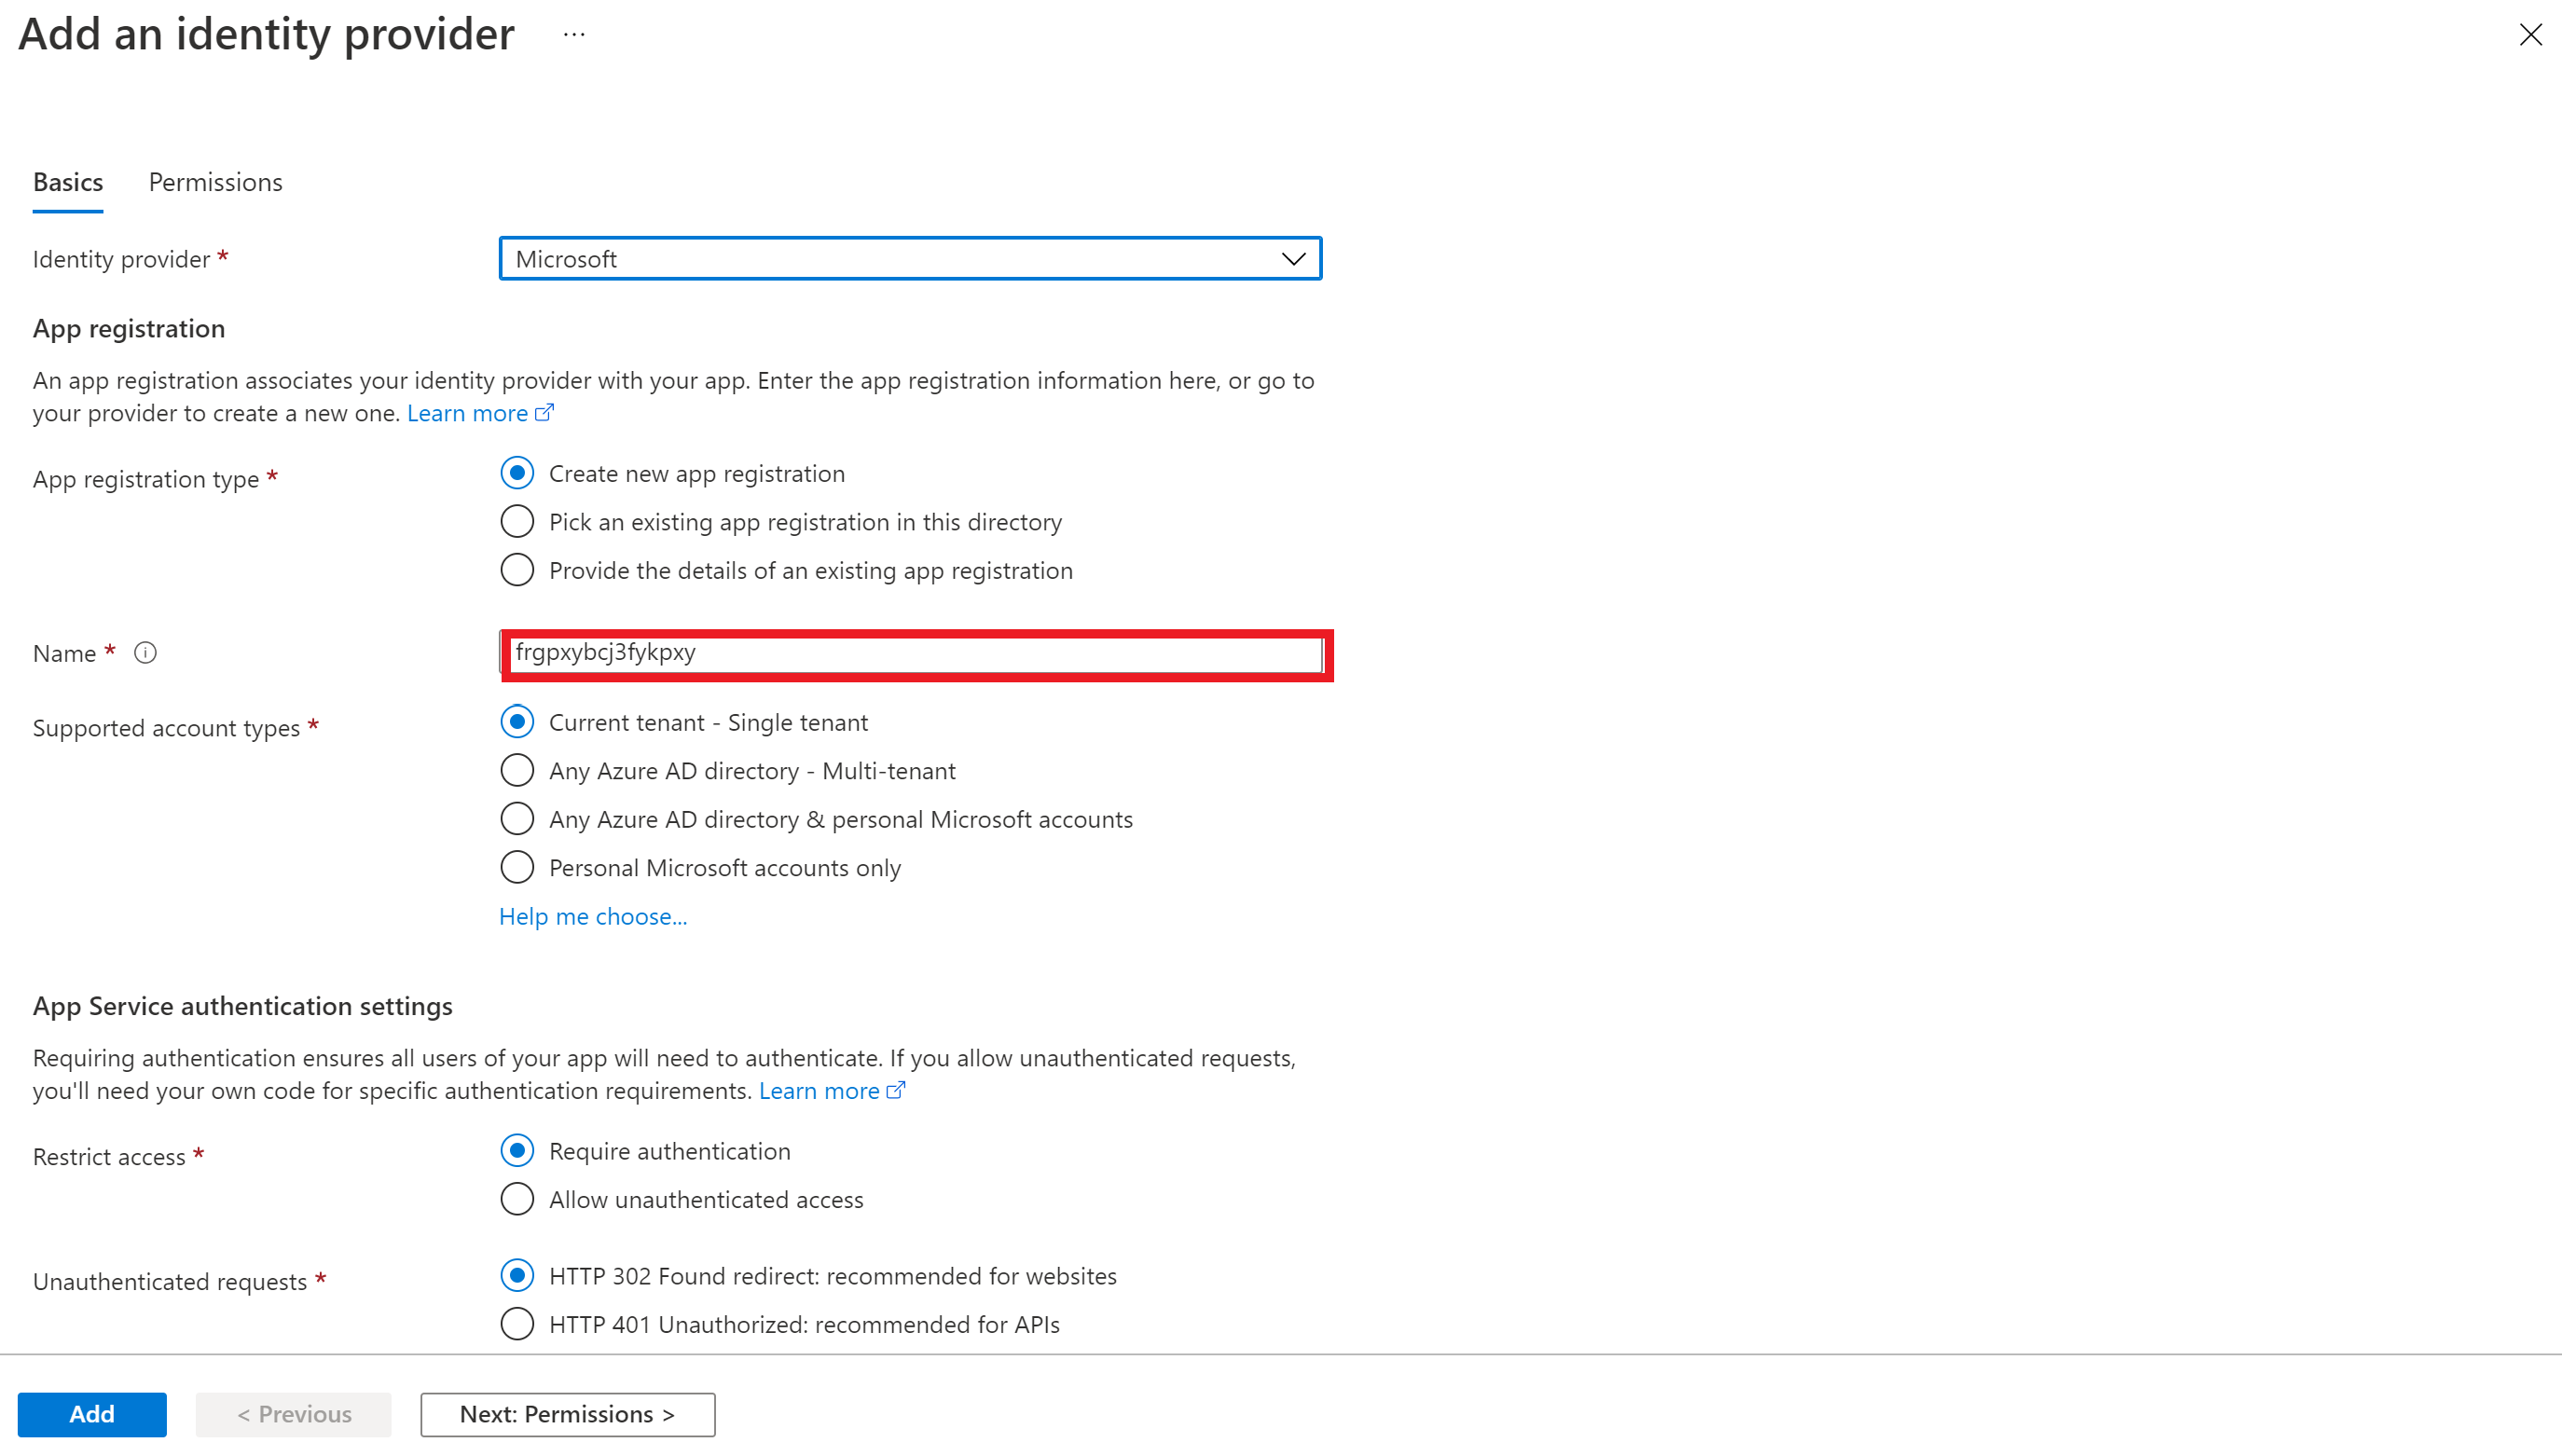 Add an identity provider ...
Basics Permissions
Identity provider * Microsoft
App registration
An app registration associates your identity provider with your app. Enter the app registration information here, or go to
your provider to create a new one. Learn more
App registration type * Create new app registration
Pick an existing app registration in this directory
Provide the details of an existing app registration
Name * frgpxybcj3fykpxy
Supported account types * Current tenant - Single tenant
Any Azure AD directory - Multi-tenant
Any Azure AD directory & personal Microsoft accounts
Personal Microsoft accounts only
Help me choose...
App Service authentication settings
Requiring authentication ensures all users of your app will need to authenticate. If you allow unauthenticated requests,
you'll need your own code for specific authentication requirements. Learn more
Restrict access * Require authentication
Allow unauthenticated access
Unauthenticated requests * HTTP 302 Found redirect: recommended for websites
HTTP 401 Unauthorized: recommended for APIs
Add < Previous Next: Permissions >